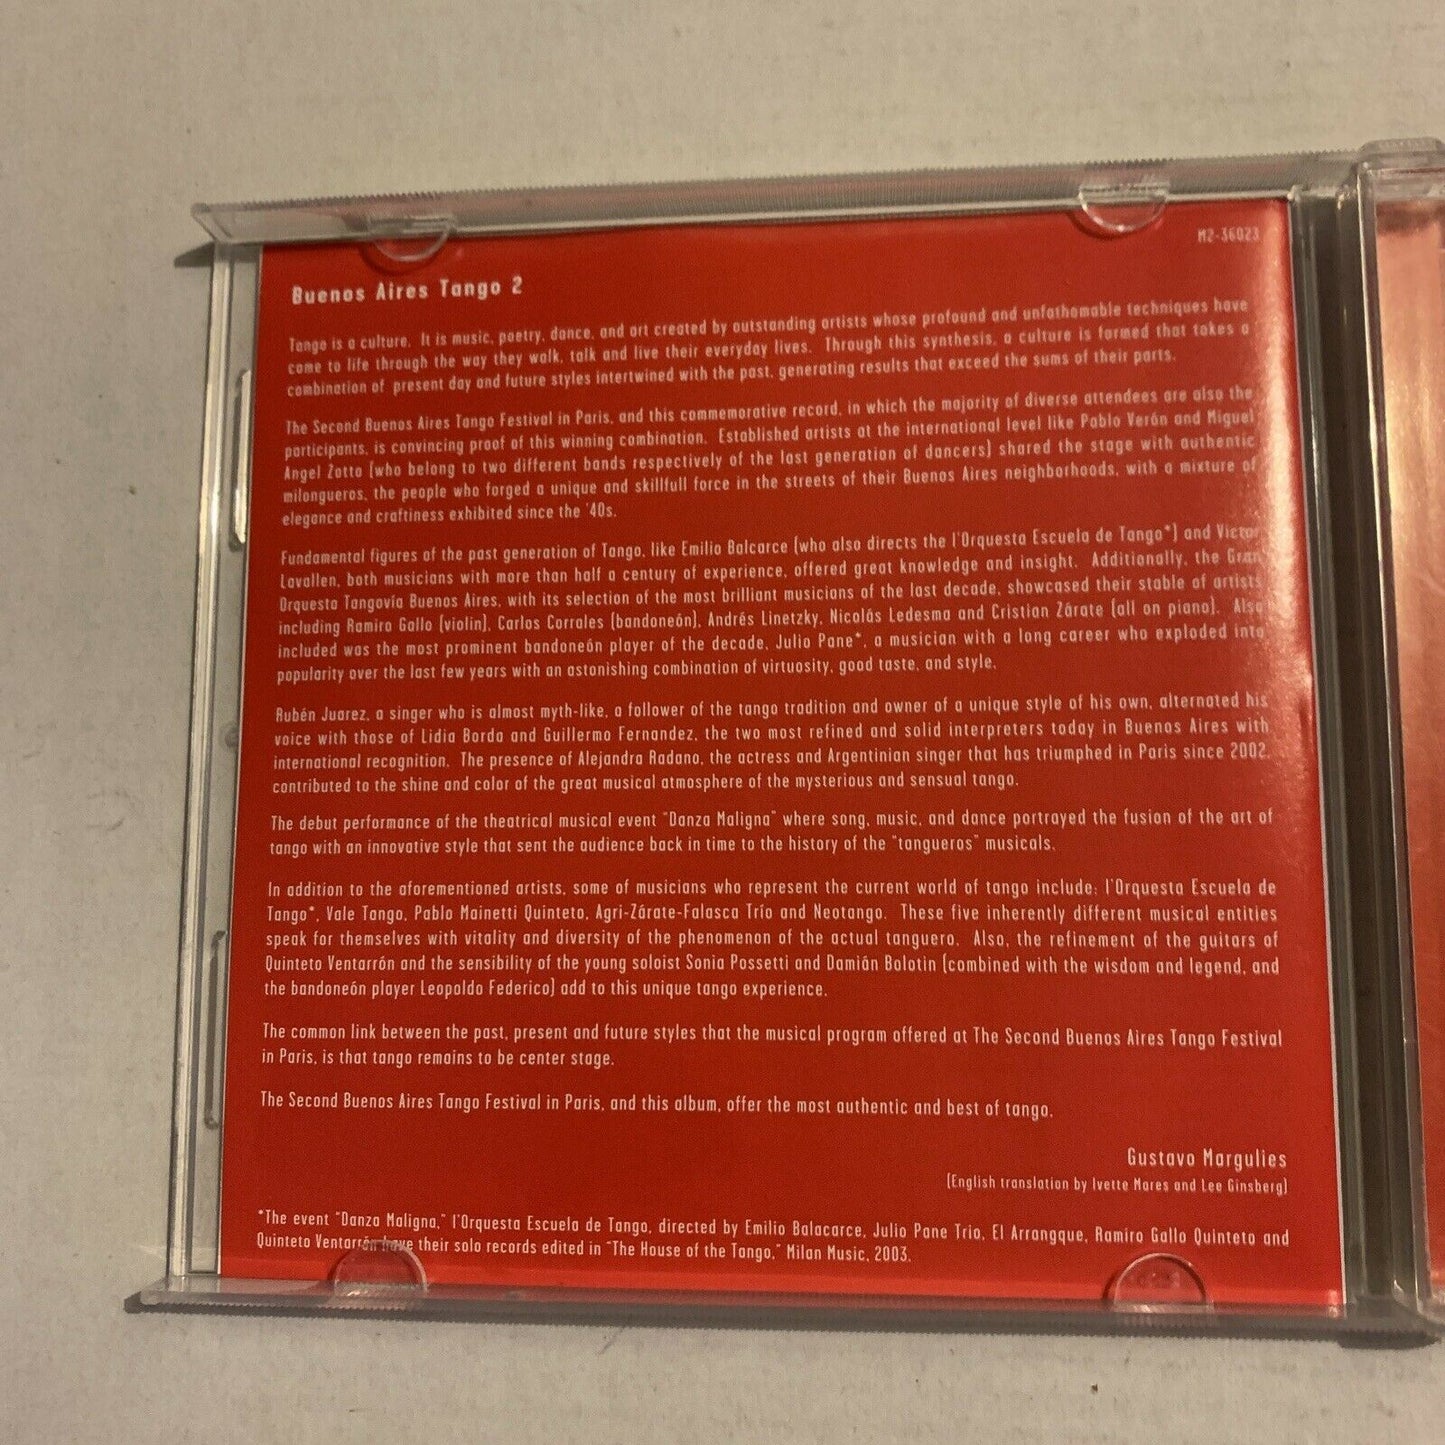 M2-36023
Buenos Aires Tango 2
Tango is a culture. It is music, poetry, dance, and art created by outstanding artists whose profound and unfathomable techniques have
come to life through the way they walk, talk and live their everyday lives. Through this synthesis, a culture is formed that takes a
combination of present day and future styles intertwined with the past, generating results that exceed the sums of their parts.
The Second Buenos Aires Tango Festival in Paris, and this commemorative record, in which the majority of diverse attendees are also the
participants, is convincing proof of this winning combination. Established artists at the international level like Pablo Verón and Miguel
Angel Zotto (who belong to two different bands respectively of the last generation of dancers) shared the stage with authentic
milongueros, the people who forged a unique and skillfull force in the streets of their Buenos Aires neighborhoods, with a mixture of
elegance and craftiness exhibited since the '40s.
Fundamental figures of the past generation of Tango, like Emilio Balcarce (who also directs the l'Orquesta Escuela de Tango*) and Victor
Lavallen, both musicians with more than half a century of experience, offered great knowledge and insight. Additionally, the Gran
Orquesta Tangovía Buenos Aires, with its selection of the most brilliant musicians of the last decade, showcased their stable of artists
including Ramiro Gallo (violin), Carlos Corrales (bandoneón), Andrés Linetzky, Nicolás Ledesma and Cristian Zárate (all on piano). Also
included was the most prominent bandoneón player of the decade, Julio Pane*, a musician with a long career who exploded into
popularity over the last few years with an astonishing combination of virtuosity, good taste, and style.
Rubén Juarez, a singer who is almost myth-like, a follower of the tango tradition and owner of a unique style of his own, alternated his
voice with those of Lidia Borda and Guillermo Fernandez, the two most refined and solid interpreters today in Buenos Aires with
international recognition. The presence of Alejandra Radano, the actress and Argentinian singer that has triumphed in Paris since 2002,
contributed to the shine and color of the great musical atmosphere of the mysterious and sensual tango.
The debut performance of the theatrical musical event "Danza Maligna" where song, music, and dance portrayed the fusion of the art of
tango with an innovative style that sent the audience back in time to the history of the "tangueros" musicals.
In addition to the aforementioned artists, some of musicians who represent the current world of tango include: l'Orquesta Escuela de
Tango*, Vale Tango, Pablo Mainetti Quinteto, Agri-Zárate-Falasca Trío and Neotango. These five inherently different musical entities
speak for themselves with vitality and diversity of the phenomenon of the actual tanguero. Also, the refinement of the guitars of
Quinteto Ventarrón and the sensibility of the young soloist Sonia Possetti and Damián Bolotin (combined with the wisdom and legend, and
the bandoneón player Leopoldo Federico) add to this unique tango experience.
The common link between the past, present and future styles that the musical program offered at The Second Buenos Aires Tango Festival
in Paris, is that tango remains to be center stage.
The Second Buenos Aires Tango Festival in Paris, and this album, offer the most authentic and best of tango.
Gustavo Margulies
(English translation by Ivette Mares and Lee Ginsberg)
*The event "Danza Maligna," l'Orquesta Escuela de Tango, directed by Emilio Balacarce, Julio Pane Trio, El Arrangque, Ramiro Gallo Quinteto and
Quinteto Ventarrón have their solo records edited in "The House of the Tango," Milan Music, 2003.